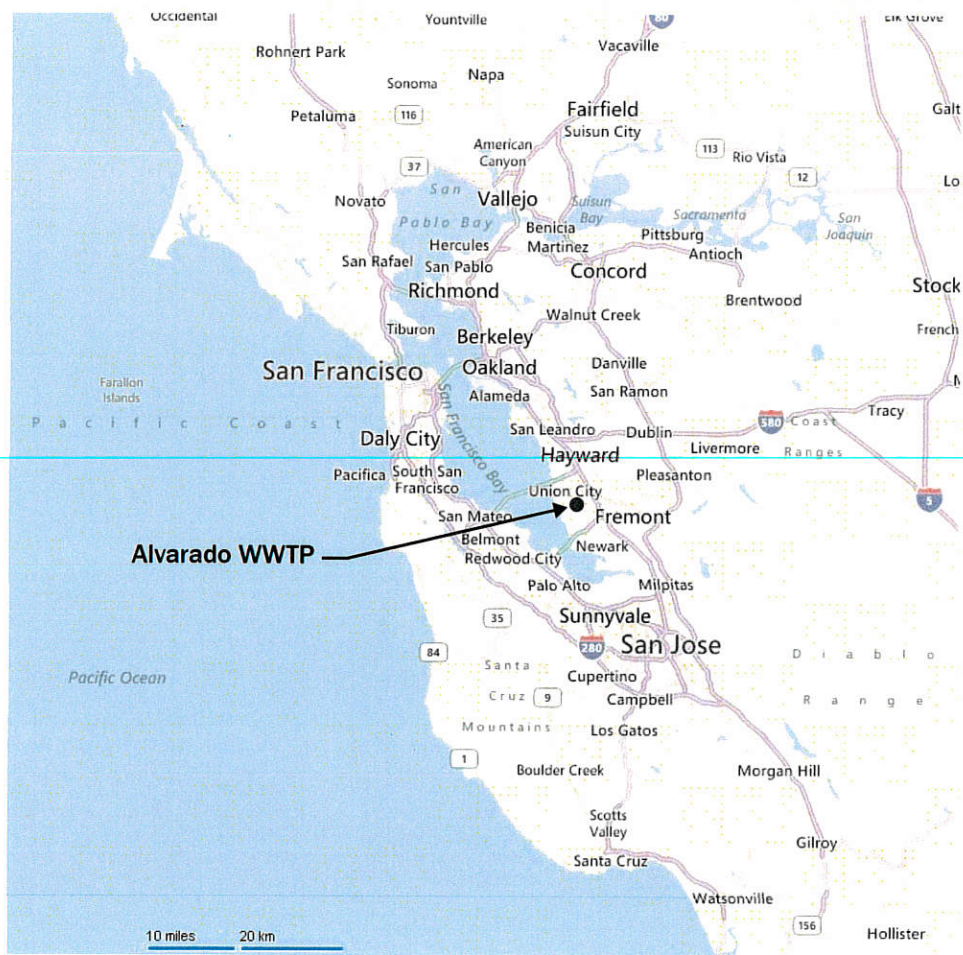 Occidental
Yountville
80
Elk Grove
Rohnert Park
Vacaville
Napa
Sonoma
Fairfield
Petaluma
116
Suisun City
Galt
American
Canyon
113
Rio Vista
37
San
12
Lo
Novato
Vallejo
Suisun
Bay
Pablo Bay
Benicia
Sacramento
San
Joaquin
Hercules
Martinez
Pittsburg
Antioch
San Rafael
San Pablo
Concord
Richmond
Stock
Brentwood
Walnut Creek
Tiburon
French
Berkeley
San Francisco
Oakland
Danville
Farallon
Islands
Alameda
San Ramon
San Francisco Bay
Tracy
Pacific Coast
San Leandro
580
Coast
Daly City
Dublin
Livermore
Ranges
Hayward
Pacifica
South San
Francisco
Pleasanton
Union City
5
San Mateo
Fremont
Alvarado WWTP
Belmont
Newark
Redwood City
Palo Alto
Milpitas
35
Sunnyvale
280
San Jose
84
Diablo
Santa
Pacific Ocean
Cupertino
Cruz
9
Campbell
Range
Mountains
Los Gatos
1
Boulder Creek
Morgan Hill
Scotts
Valley
Gilroy
Santa Cruz
Watsonville
156
Hollister
10 miles
20 km